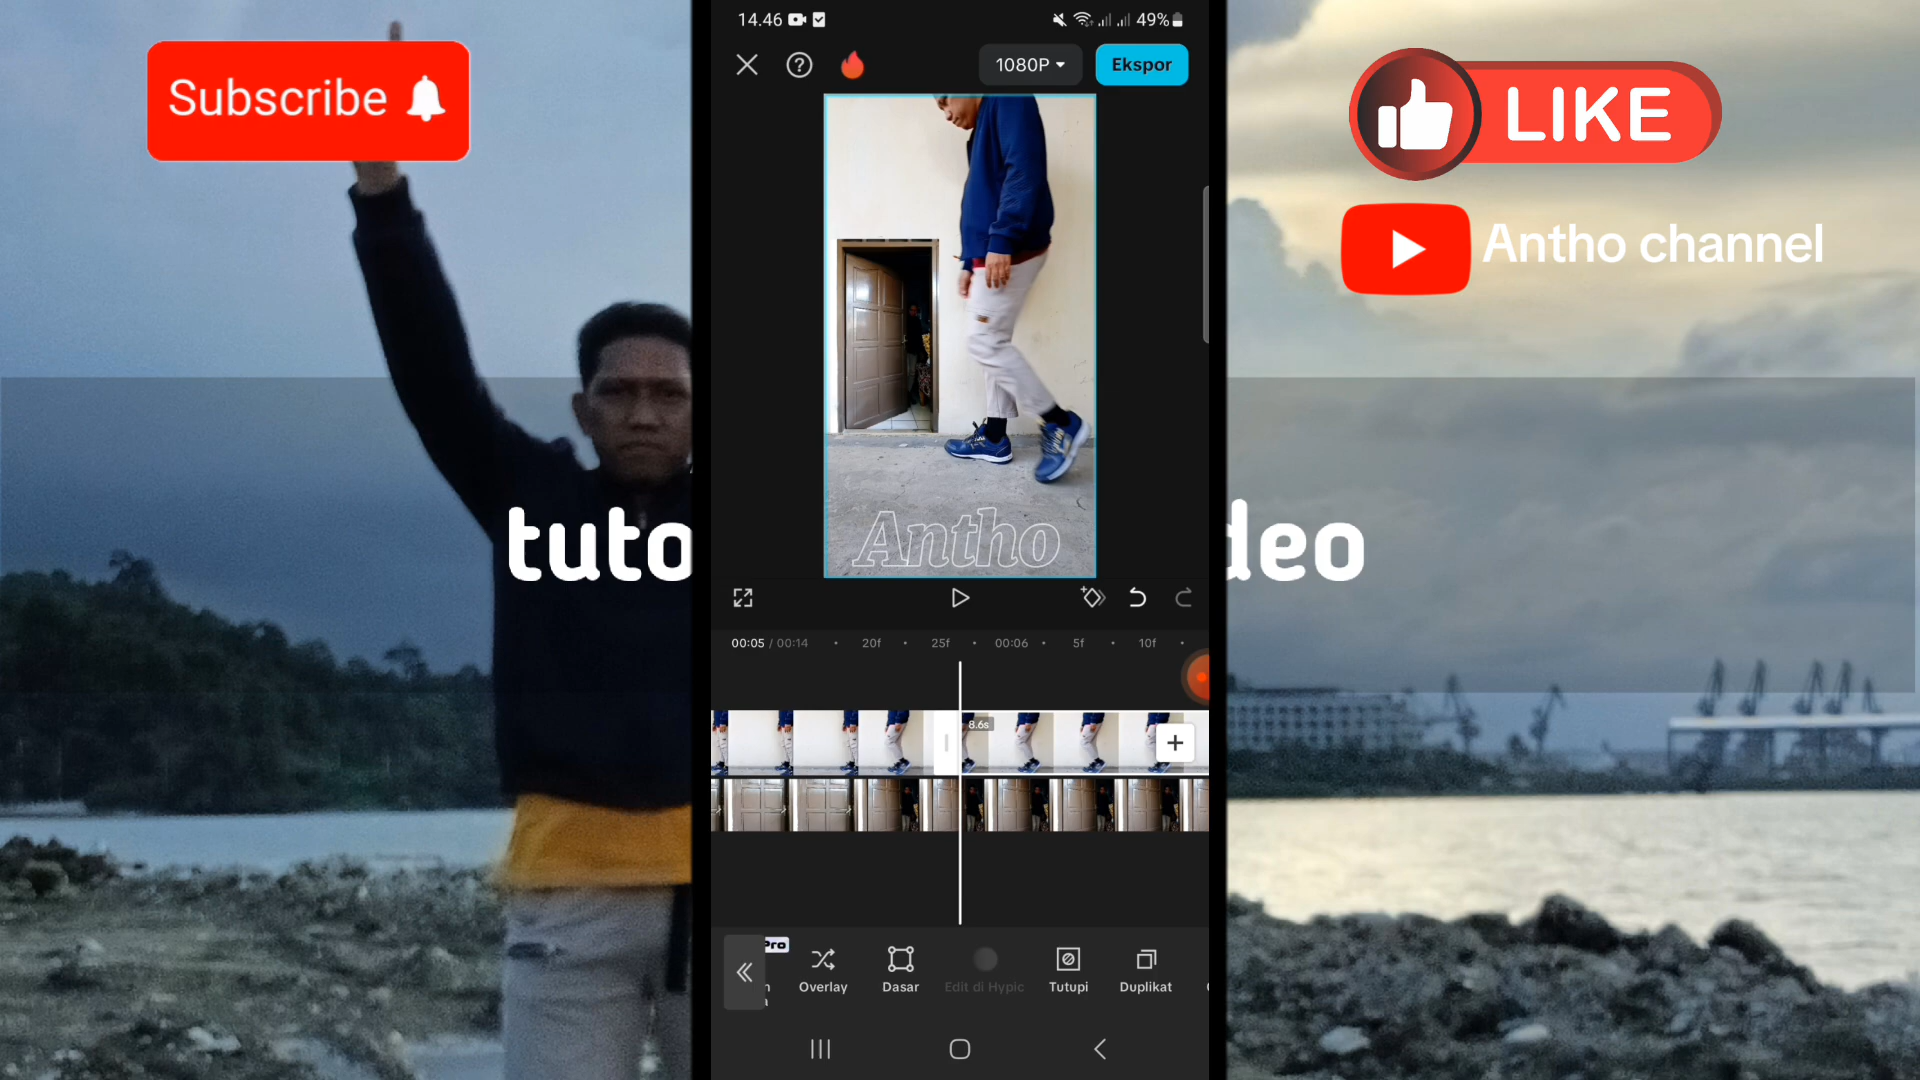 14.46
49%
Subscribe
LIKE
Antho channel
1080P
Ekspor
Antho
tuto
deo
00:05 / 00:14
20f
25f
00:06
5f
10f
8.6s
Pro
Overlay
Dasar
Edit di Hypic
Tutupi
Duplikat